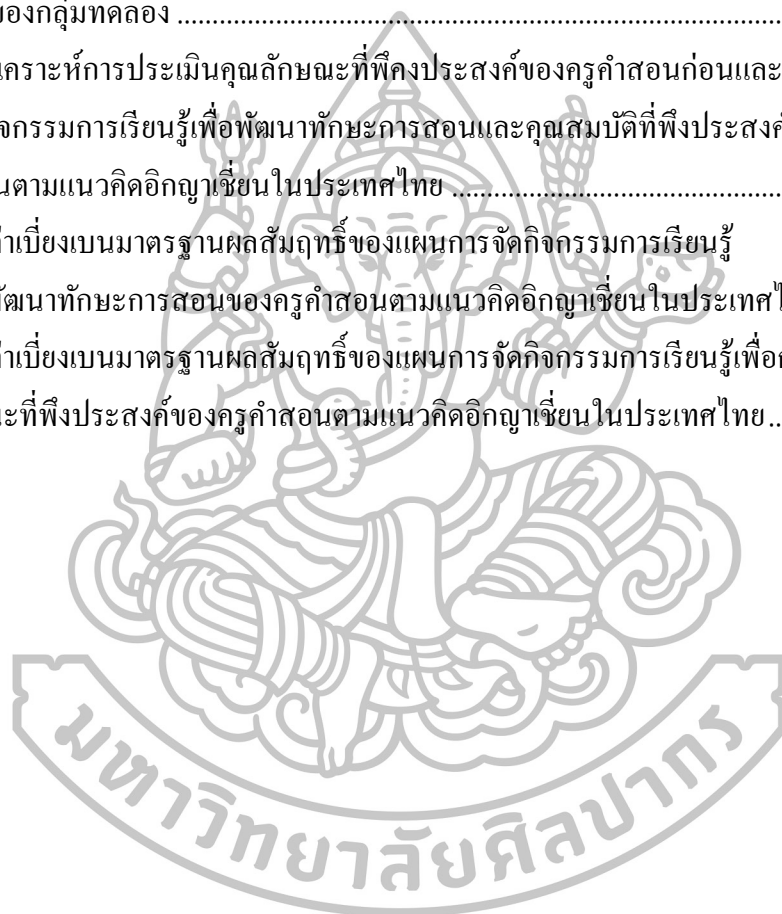 ของกลุ่มทดลอง ........................................................................................
เคราะห์การประเมินคุณลักษณะที่พึคงประสงค์ของครูคำสอนก่อนและ
จกรรมการเรียนรู้เพื่อพัฒนาทักษะการสอนและคุณสมบัติที่พึงประสงค์
นตามแนวคิดอิกญาเชี่ยนในประเทศไทย ................................................
าเบี่ยงเบนมาตรฐานผลสัมฤทธิ์ของแผนการจัดกิจกรรมการเรียนรู้
พัฒนาทักษะการสอนของครูคำสอนตามแนวคิดอิกญาเชี่ยนในประเทศไ
าเบี่ยงเบนมาตรฐานผลสัมฤทธิ์ของแผนการจัดกิจกรรมการเรียนรู้เพื่อ
ะที่พึงประสงค์ของครูคำสอนตามแนวคิดอิกญาเชี่ยนในประเทศไทย ..
มหาวิทยาลัยศิลปากร